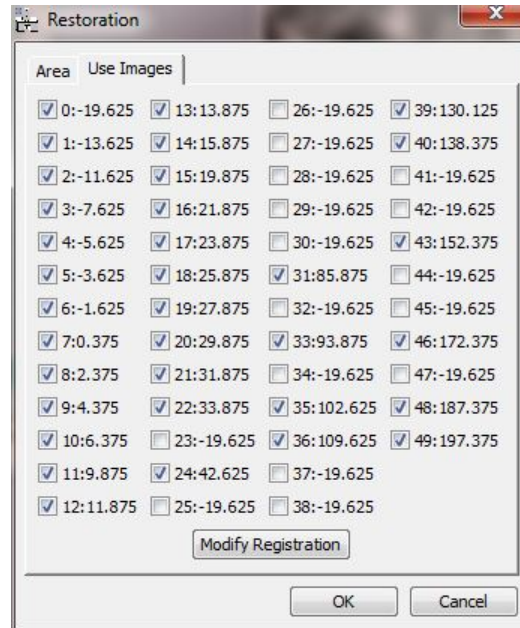 Restoration
X
Area Use Images
0:-19.625 13:13.875 26:-19.625 39:130.125
1:-13.625 14:15.875 27:-19.625 40:138.375
2:-11.625 15:19.875 28:-19.625 41:-19.625
3:-7.625 16:21.875 29:-19.625 42:-19.625
4:-5.625 17:23.875 30:-19.625 43:152.375
5:-3.625 18:25.875 31:85.875 44:-19.625
6:-1.625 19:27.875 32:-19.625 45:-19.625
7:0.375 20:29.875 33:93.875 46:172.375
8:2.375 21:31.875 34:-19.625 47:-19.625
9:4.375 22:33.875 35:102.625 48:187.375
10:6.375 23:-19.625 36:109.625 49:197.375
11:9.875 24:42.625 37:-19.625
12:11.875 25:-19.625 38:-19.625
Modify Registration
OK Cancel